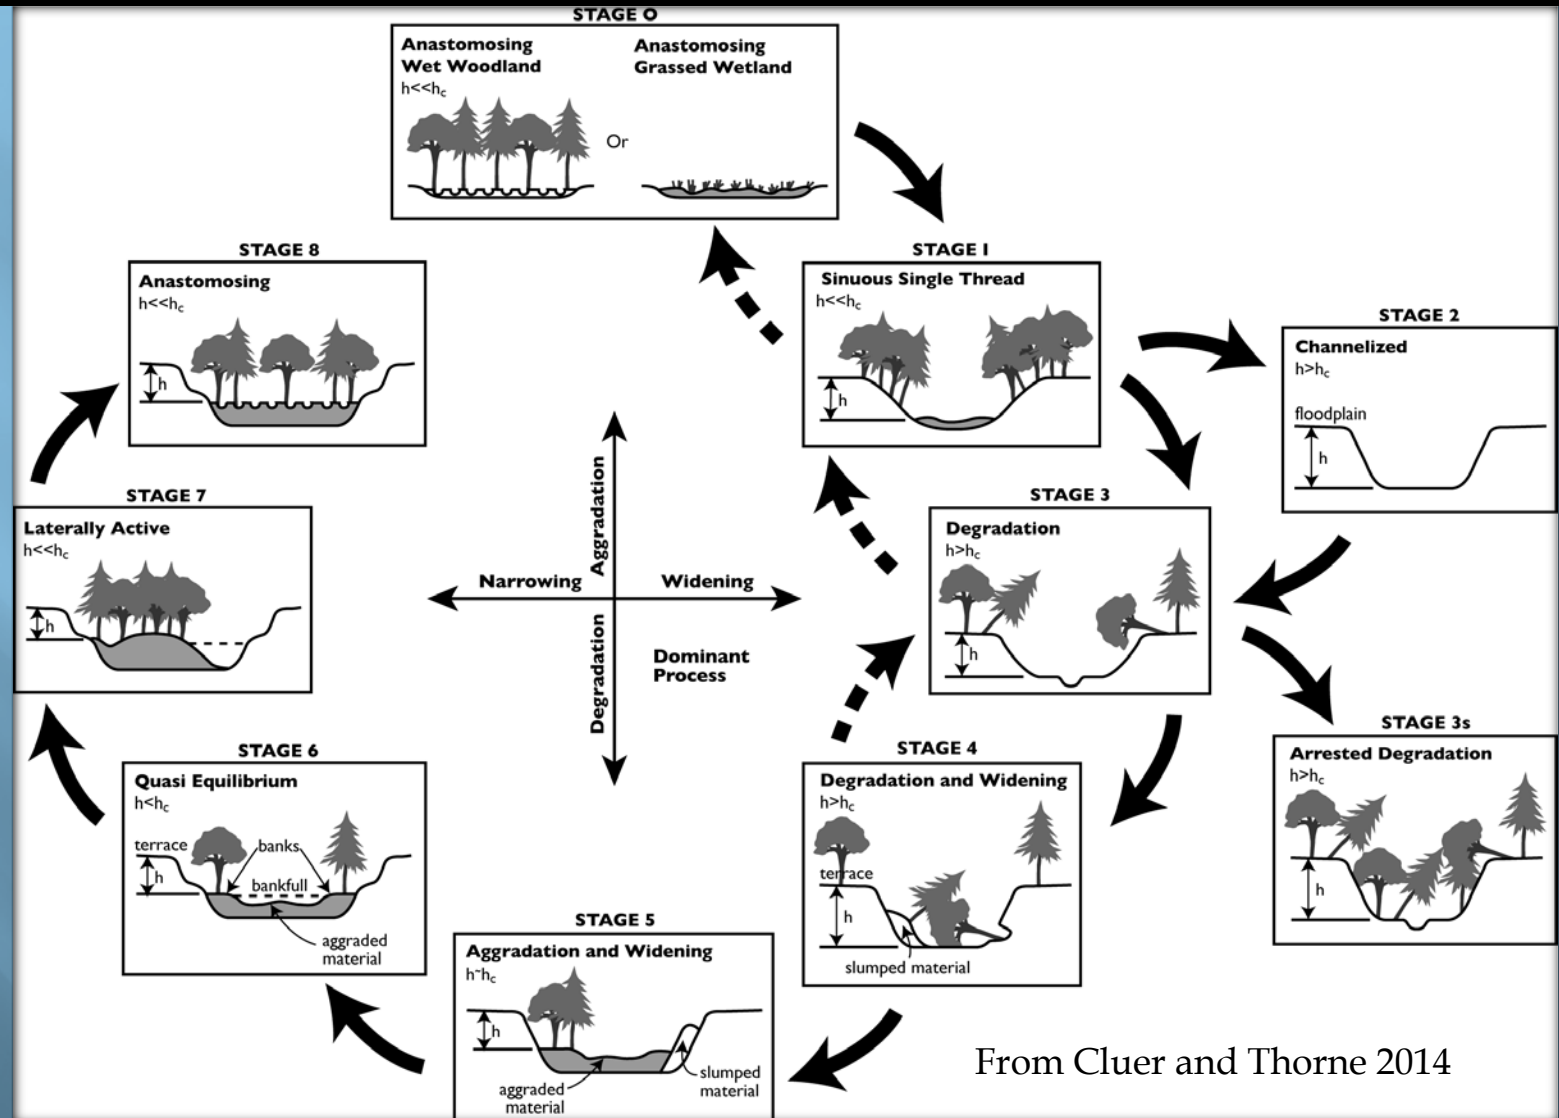 STAGE O
Anastomosing
Wet Woodland
h<<hc
Or
Anastomosing
Grassed Wetland
STAGE 8
Anastomosing
h<<hc
h
STAGE I
Sinuous Single Thread
h<<hc
h
STAGE 2
Channelized
h>hc
floodplain
h
STAGE 7
Laterally Active
h<<hc
h
Narrowing
Widening
Aggradation
Degradation
Dominant
Process
STAGE 3
Degradation
h>hc
h
STAGE 3s
Arrested Degradation
h>hc
h
STAGE 6
Quasi Equilibrium
h<hc
terrace
h
banks
bankfull
aggraded
material
STAGE 4
Degradation and Widening
h>hc
terrace
h
slumped material
STAGE 5
Aggradation and Widening
h~hc
h
aggraded
material
slumped
material
From Cluer and Thorne 2014